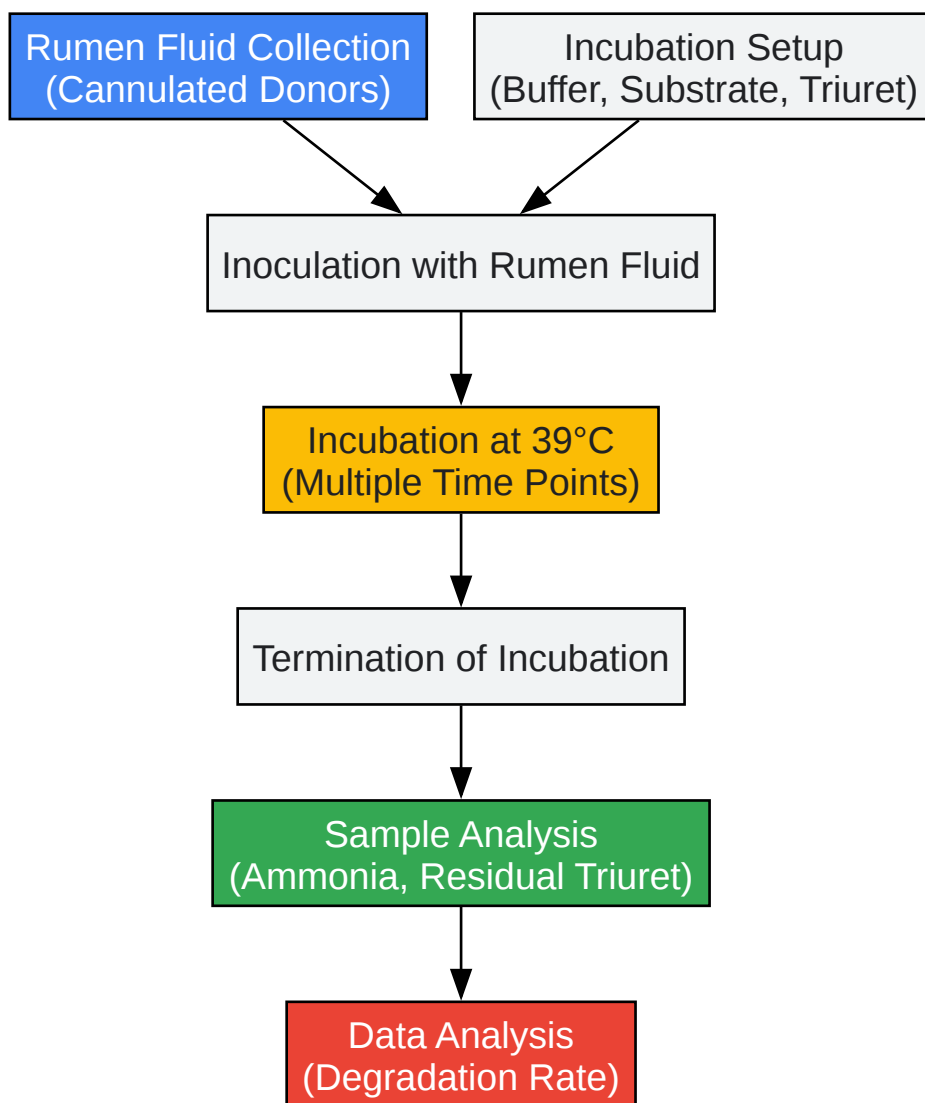 Rumen Fluid Collection
(Cannulated Donors)
Incubation Setup
(Buffer, Substrate, Triuret)
Inoculation with Rumen Fluid
Incubation at 39°C
(Multiple Time Points)
Termination of Incubation
Sample Analysis
(Ammonia, Residual Triuret)
Data Analysis
(Degradation Rate)